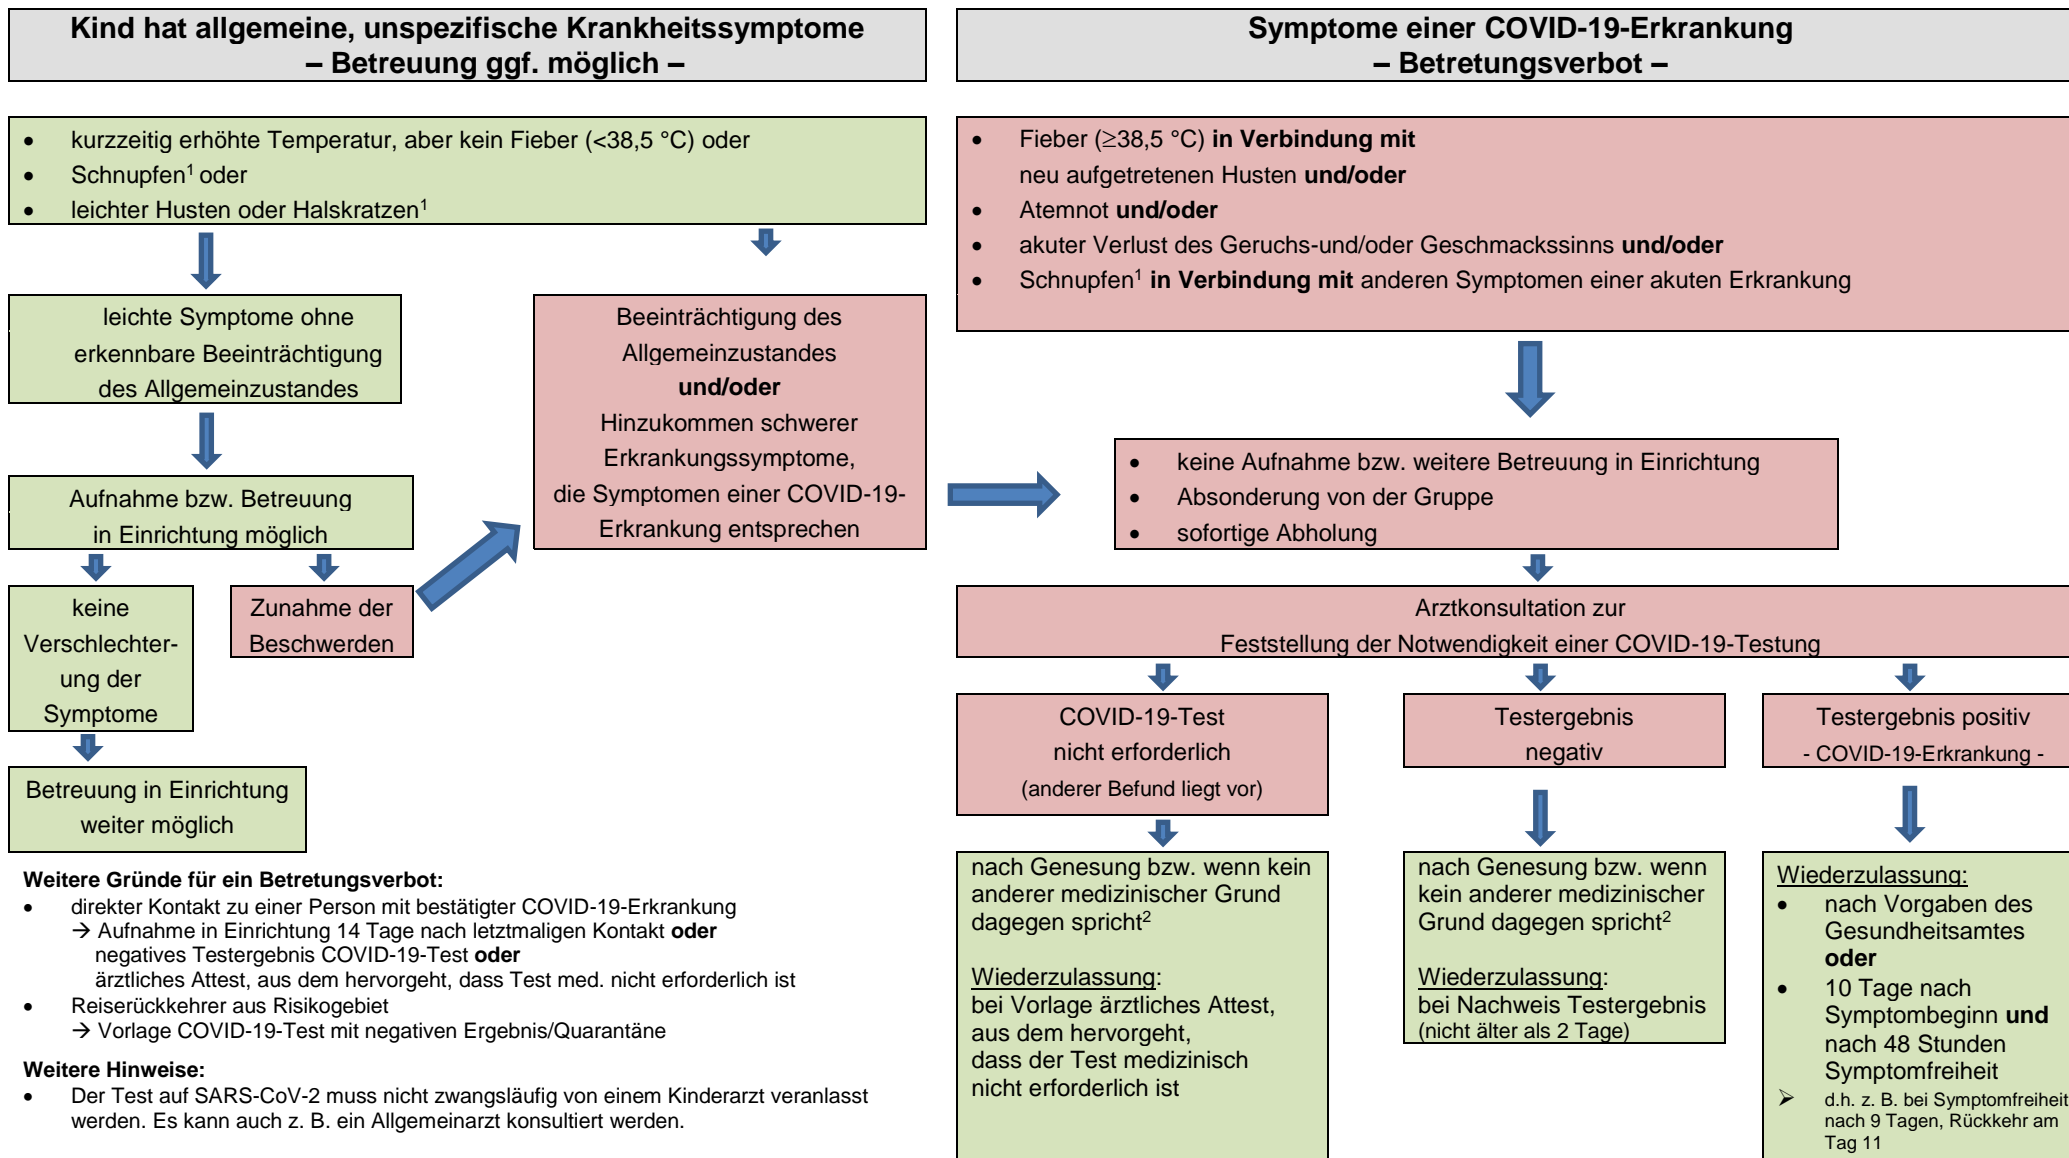 Kind hat allgemeine, unspezifische Krankheitssymptome
– Betreuung ggf. möglich –
• kurzzeitig erhöhte Temperatur, aber kein Fieber (<38,5 °C) oder
• Schnupfen¹ oder
• leichter Husten oder Halskratzen¹
leichte Symptome ohne
erkennbare Beeinträchtigung
des Allgemeinzustandes
Aufnahme bzw. Betreuung
in Einrichtung möglich
keine
Verschlechter-
ung der
Symptome
Zunahme der
Beschwerden
Betreuung in Einrichtung
weiter möglich
Beeinträchtigung des
Allgemeinzustandes
und/oder
Hinzukommen schwerer
Erkrankungssymptome,
die Symptomen einer COVID-19-
Erkrankung entsprechen
Weitere Gründe für ein Betretungsverbot:
• direkter Kontakt zu einer Person mit bestätigter COVID-19-Erkrankung
→ Aufnahme in Einrichtung 14 Tage nach letztmaligen Kontakt oder
negatives Testergebnis COVID-19-Test oder
ärztliches Attest, aus dem hervorgeht, dass Test med. nicht erforderlich ist
• Reiserückkehrer aus Risikogebiet
→ Vorlage COVID-19-Test mit negativen Ergebnis/Quarantäne
Weitere Hinweise:
• Der Test auf SARS-CoV-2 muss nicht zwangsläufig von einem Kinderarzt veranlasst
werden. Es kann auch z. B. ein Allgemeinarzt konsultiert werden.
Symptome einer COVID-19-Erkrankung
– Betretungsverbot –
• Fieber (≥38,5 °C) in Verbindung mit
neu aufgetretenen Husten und/oder
• Atemnot und/oder
• akuter Verlust des Geruchs-und/oder Geschmackssinns und/oder
• Schnupfen¹ in Verbindung mit anderen Symptomen einer akuten Erkrankung
• keine Aufnahme bzw. weitere Betreuung in Einrichtung
• Absonderung von der Gruppe
• sofortige Abholung
Arztkonsultation zur
Feststellung der Notwendigkeit einer COVID-19-Testung
COVID-19-Test
nicht erforderlich
(anderer Befund liegt vor)
nach Genesung bzw. wenn kein
anderer medizinischer Grund
dagegen spricht²
Wiederzulassung:
bei Vorlage ärztliches Attest,
aus dem hervorgeht,
dass der Test medizinisch
nicht erforderlich ist
Testergebnis
negativ
nach Genesung bzw. wenn
kein anderer medizinischer
Grund dagegen spricht²
Wiederzulassung:
bei Nachweis Testergebnis
(nicht älter als 2 Tage)
Testergebnis positiv
- COVID-19-Erkrankung -
Wiederzulassung:
• nach Vorgaben des
Gesundheitsamtes
oder
• 10 Tage nach
Symptombeginn und
nach 48 Stunden
Symptomfreiheit
➢ d.h. z. B. bei Symptomfreiheit
nach 9 Tagen, Rückkehr am
Tag 11